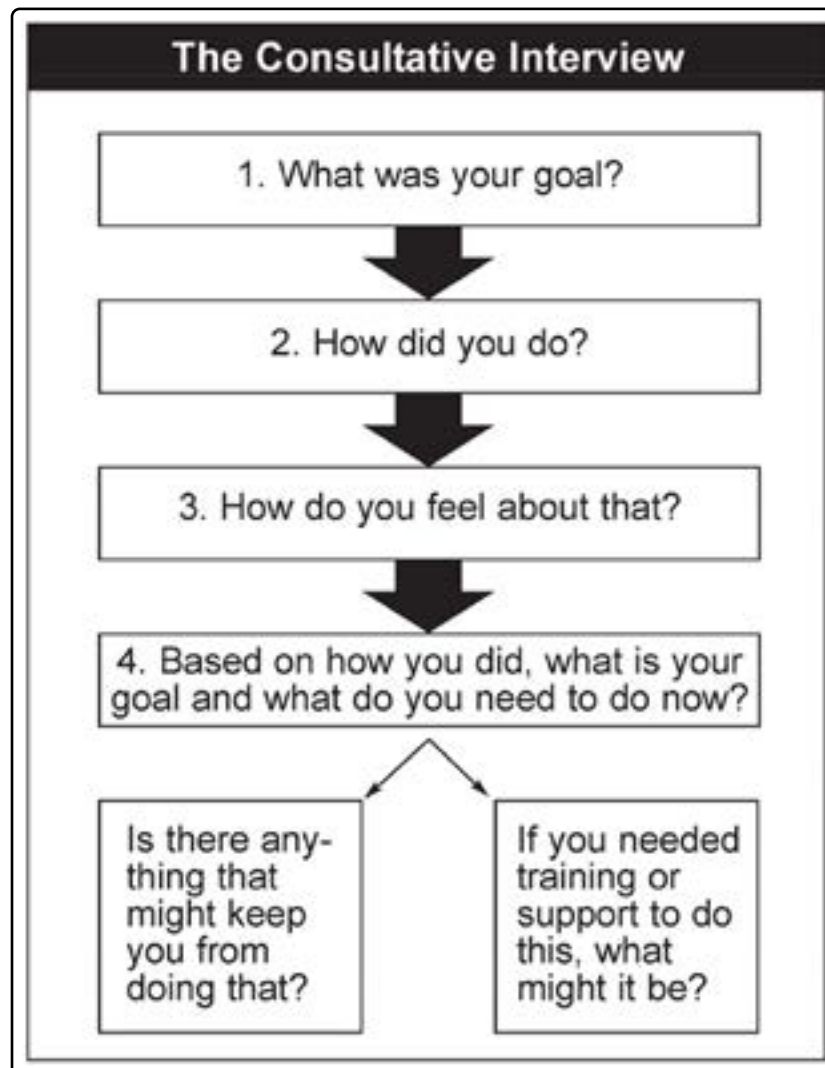 The Consultative Interview
1. What was your goal?
2. How did you do?
3. How do you feel about that?
4. Based on how you did, what is your
goal and what do you need to do now?
Is there any-
thing that
might keep
you from
doing that?
If you needed
training or
support to do
this, what
might it be?